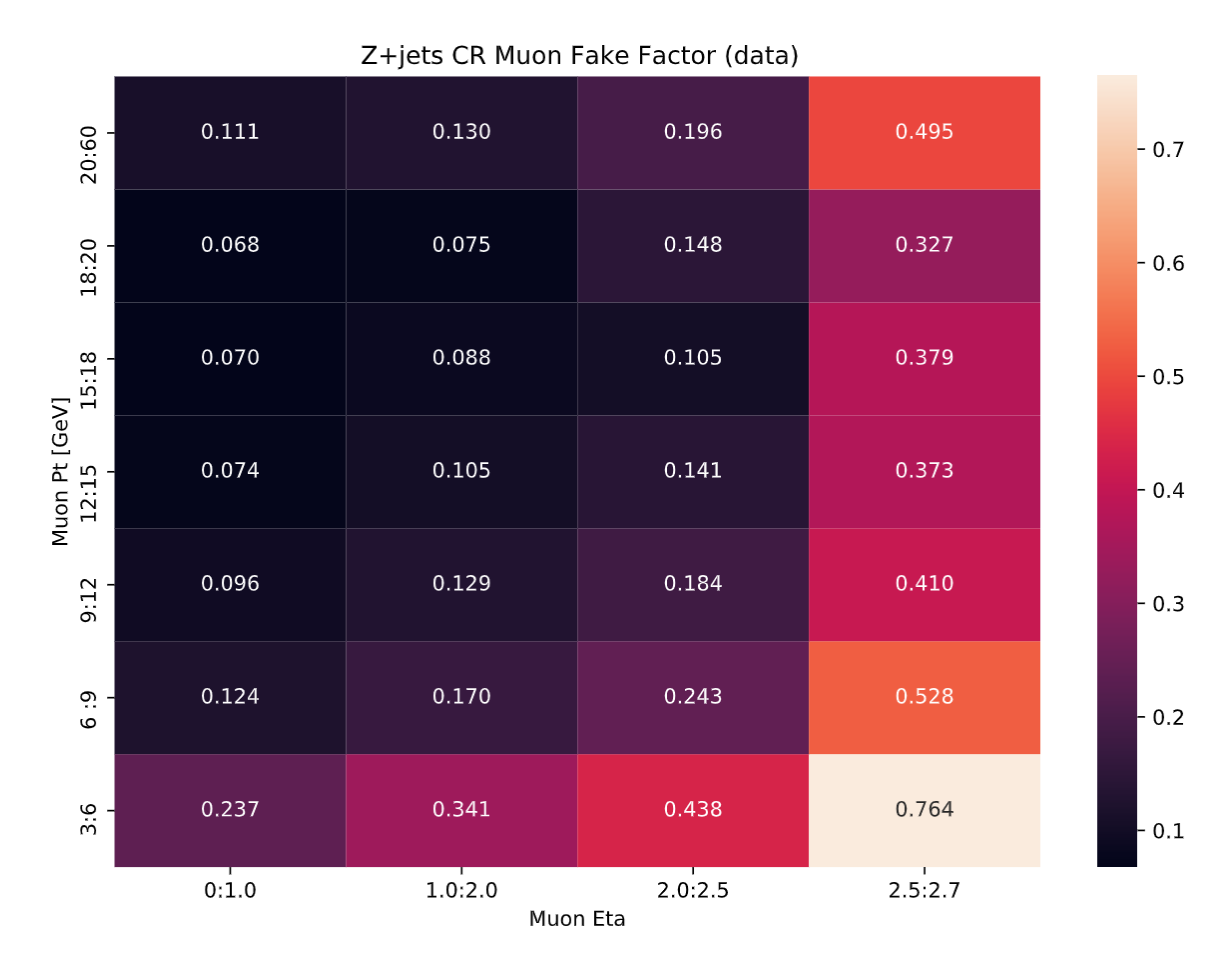 Z+jets CR Muon Fake Factor (data)
Muon Pt [GeV]
20:60 0.111 0.130 0.196 0.495
18:20 0.068 0.075 0.148 0.327
15:18 0.070 0.088 0.105 0.379
12:15 0.074 0.105 0.141 0.373
9:12 0.096 0.129 0.184 0.410
6 :9 0.124 0.170 0.243 0.528
3:6 0.237 0.341 0.438 0.764
0:1.0 1.0:2.0 2.0:2.5 2.5:2.7
Muon Eta
0.7
0.6
0.5
0.4
0.3
0.2
0.1